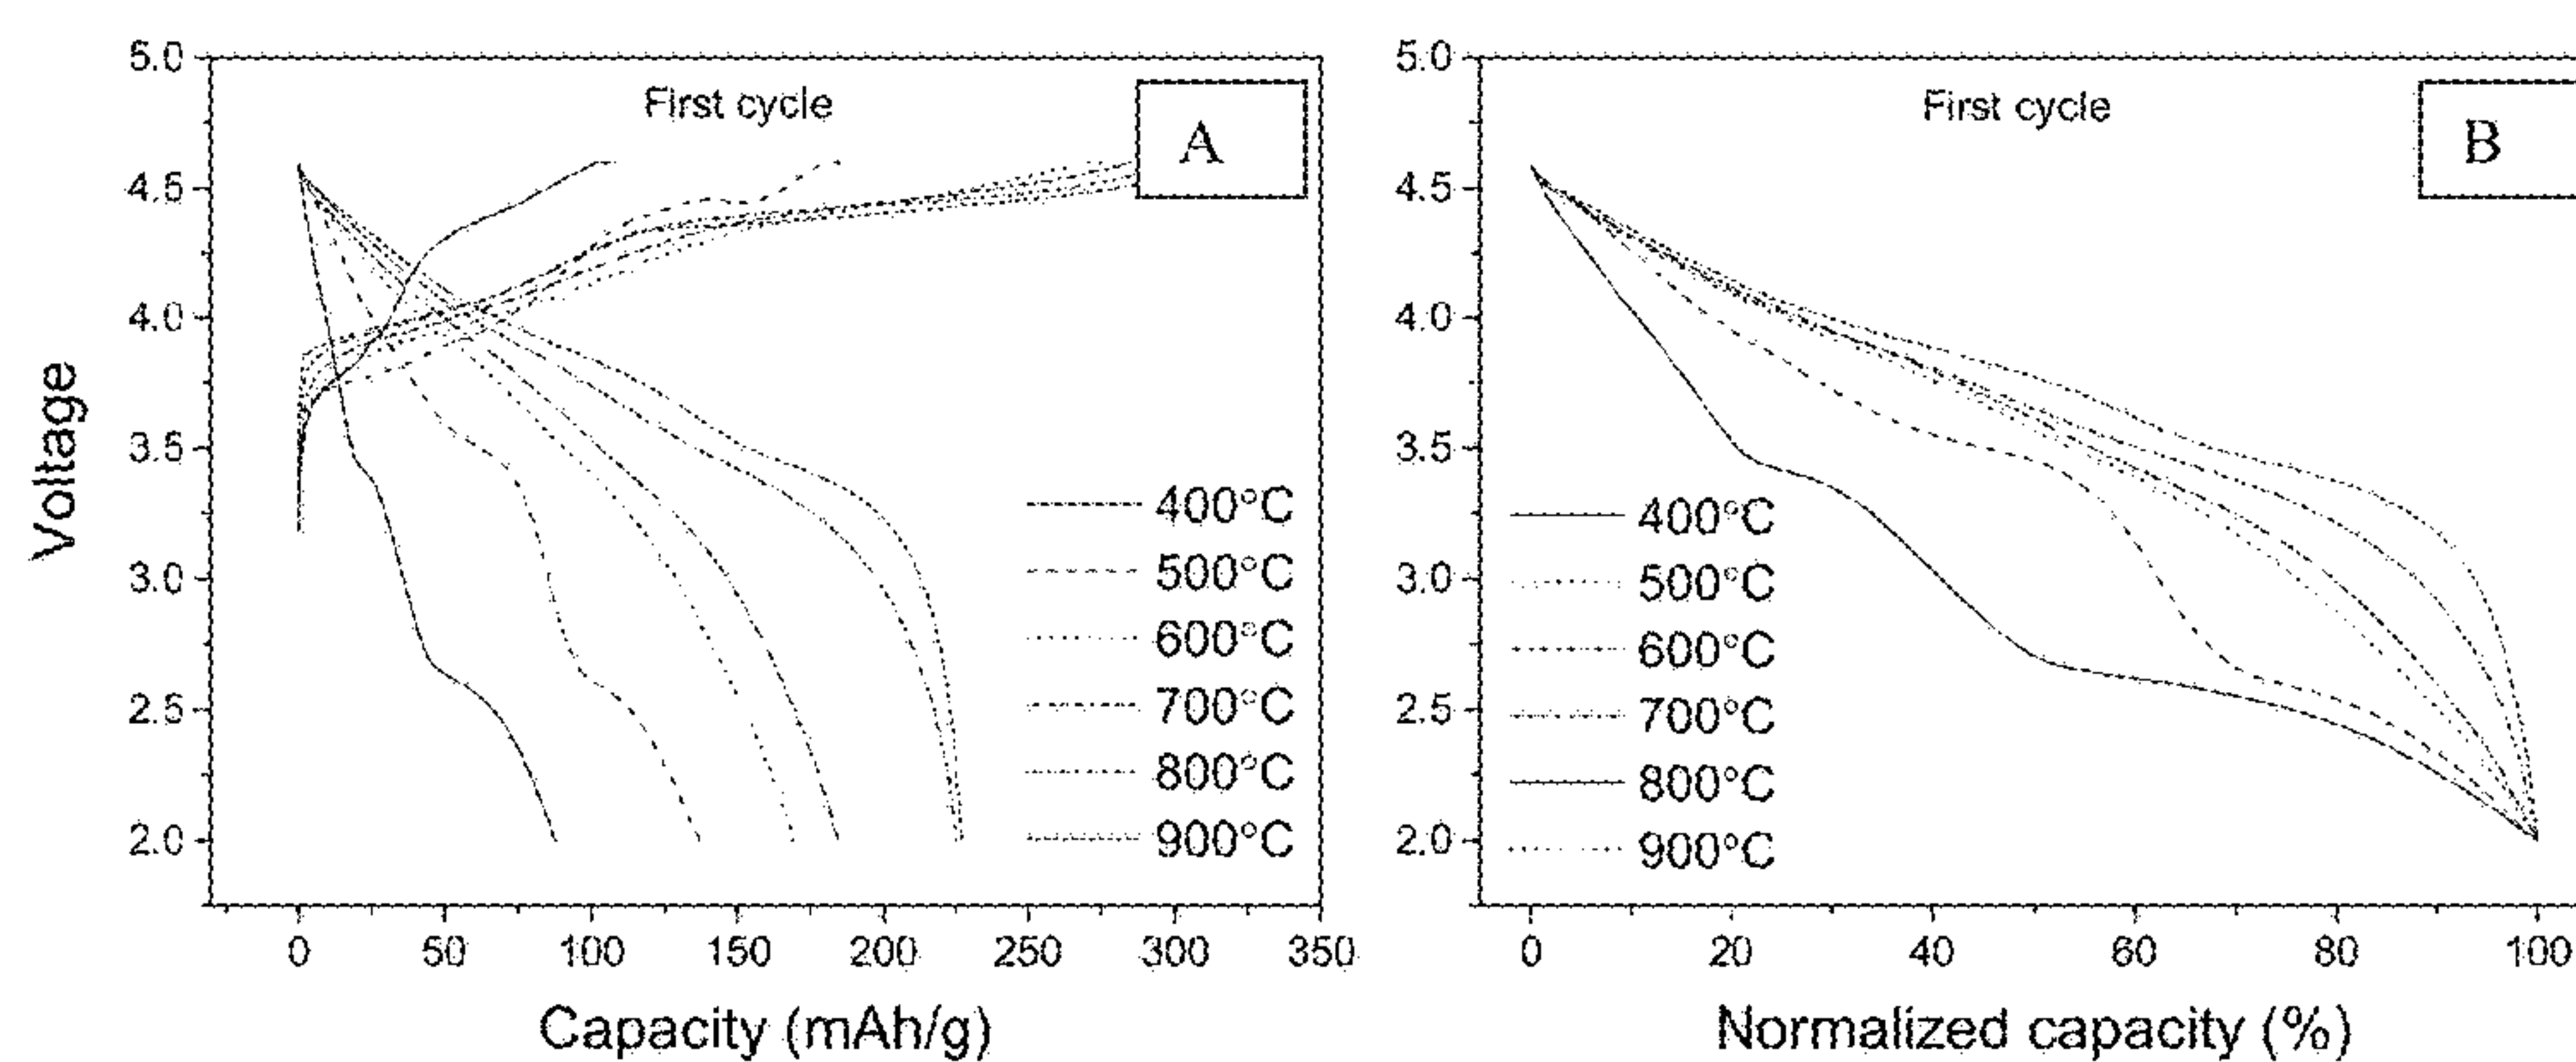 First cycle
A
5.0
4.5
4.0
3.5
3.0
2.5
2.0
Voltage
400°C
500°C
600°C
700°C
800°C
900°C
0 50 100 150 200 250 300 350
Capacity (mAh/g)
First cycle
B
5.0
4.5
4.0
3.5
3.0
2.5
2.0
400°C
500°C
600°C
700°C
800°C
900°C
0 20 40 60 80 100
Normalized capacity (%)